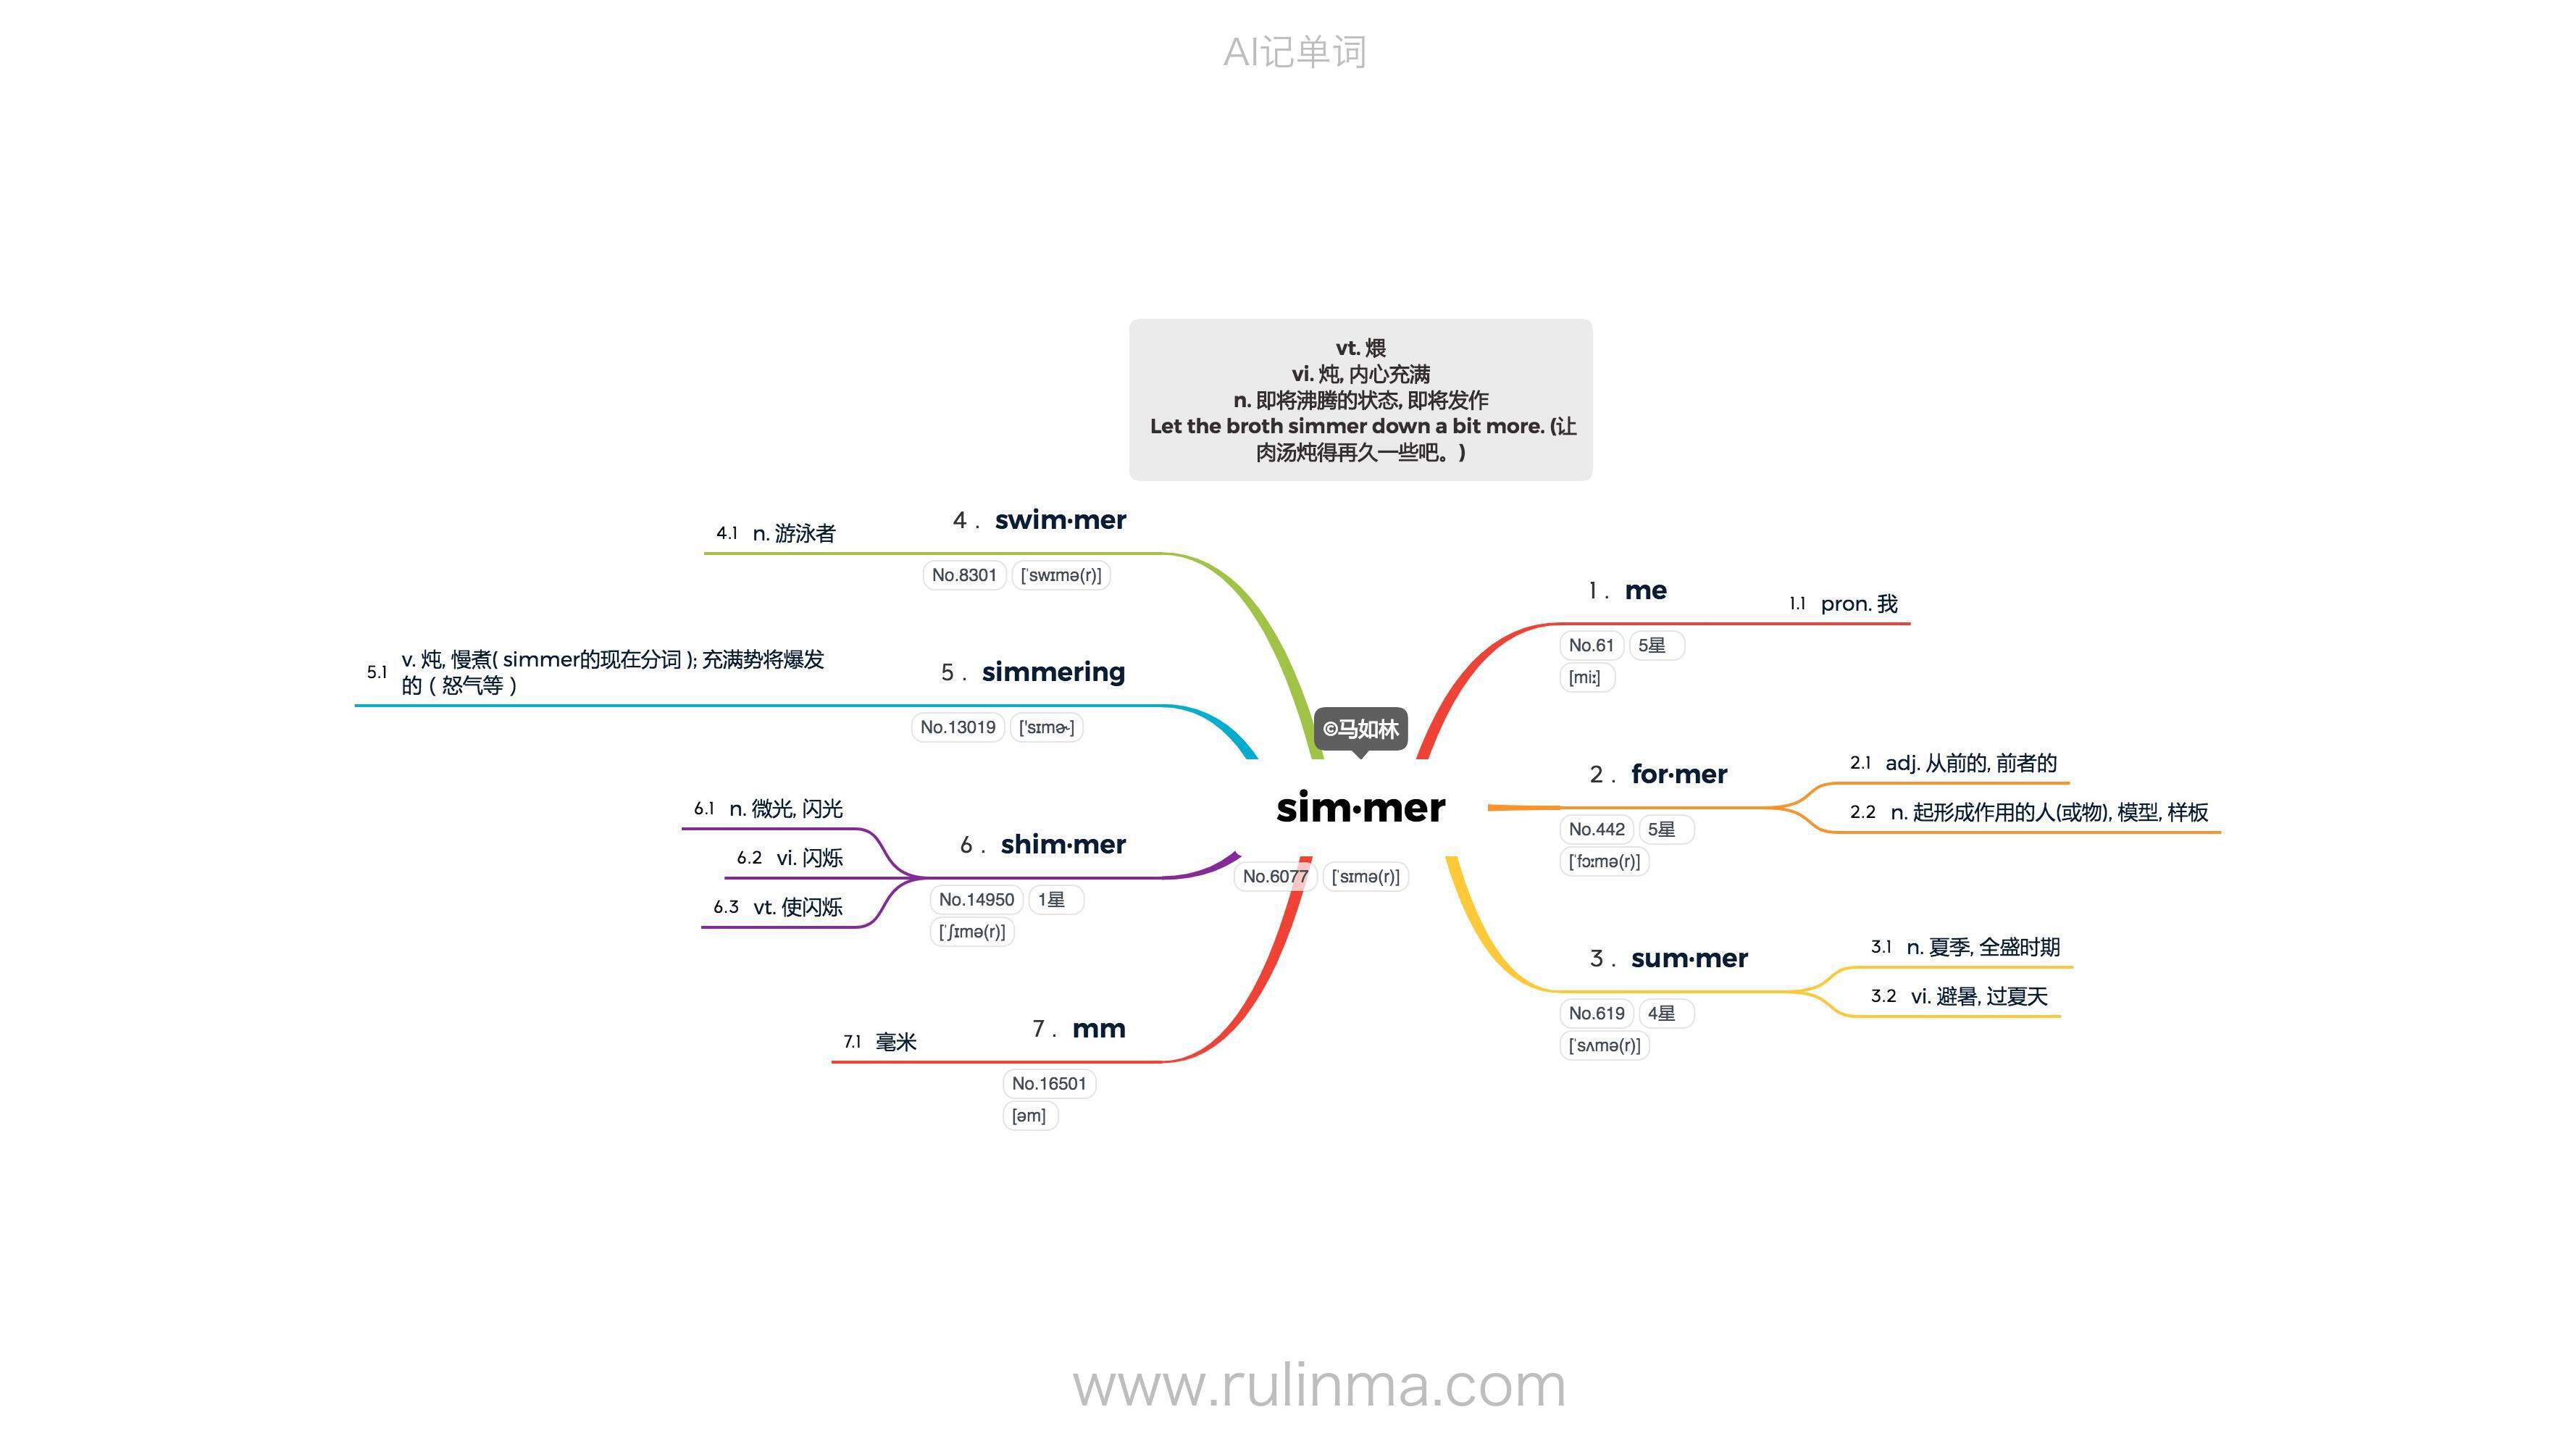 AI记单词
vt. 煨
vi. 炖, 内心充满
n. 即将沸腾的状态, 即将发作
Let the broth simmer down a bit more. (让
肉汤炖得再久一些吧。)
©马如林
sim·mer
No.6077 [ˈsɪmə(r)]
1 . me
1.1 pron. 我
No.61 5星
[miː]
2 . for·mer
2.1 adj. 从前的, 前者的
2.2 n. 起形成作用的人(或物), 模型, 样板
No.442 5星
[ˈfɔːmə(r)]
3 . sum·mer
3.1 n. 夏季, 全盛时期
3.2 vi. 避暑, 过夏天
No.619 4星
[ˈsʌmə(r)]
4 . swim·mer
4.1 n. 游泳者
No.8301 [ˈswɪmə(r)]
5 . simmering
5.1 v. 炖, 慢煮( simmer的现在分词 ); 充满势将爆发
的 ( 怒气等 )
No.13019 ['sɪmɚ]
6 . shim·mer
6.1 n. 微光, 闪光
6.2 vi. 闪烁
6.3 vt. 使闪烁
No.14950 1星
[ˈʃɪmə(r)]
7 . mm
7.1 毫米
No.16501
[əm]
www.rulinma.com